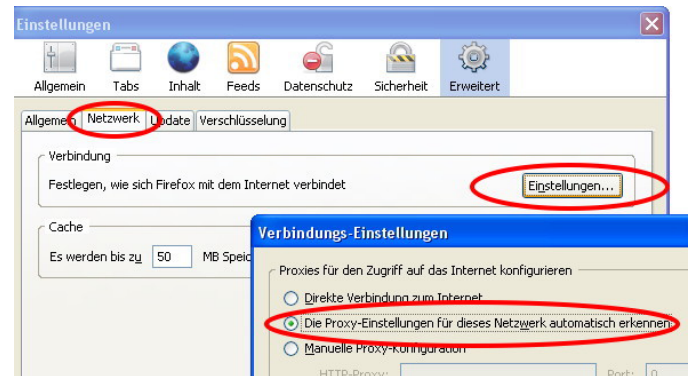 Einstellungen
Allgemein Tabs Inhalt Feeds Datenschutz Sicherheit Erweitert
Allgemein Netzwerk Update Verschlüsselung
Verbindung
Festlegen, wie sich Firefox mit dem Internet verbindet
Einstellungen...
Cache
Es werden bis zu 50 MB
Verbindungs-Einstellungen
Proxies für den Zugriff auf das Internet konfigurieren
Direkte Verbindung zum Internet
Die Proxy-Einstellungen für dieses Netzwerk automatisch erkennen
Manuelle Proxy-Konfiguration
HTTP-Proxy: Port: 0